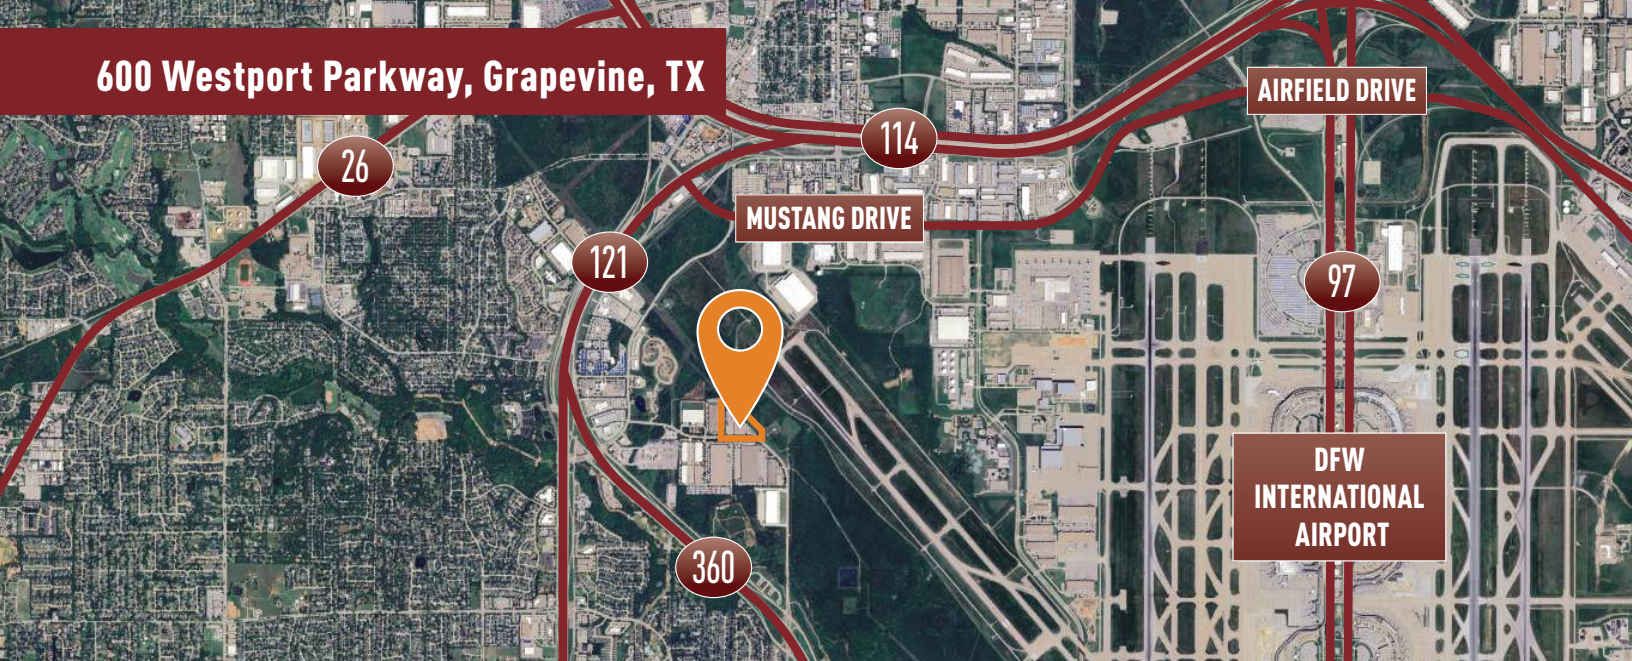 600 Westport Parkway, Grapevine, TX
AIRFIELD DRIVE
114
26
MUSTANG DRIVE
121
97
DFW
INTERNATIONAL
AIRPORT
360